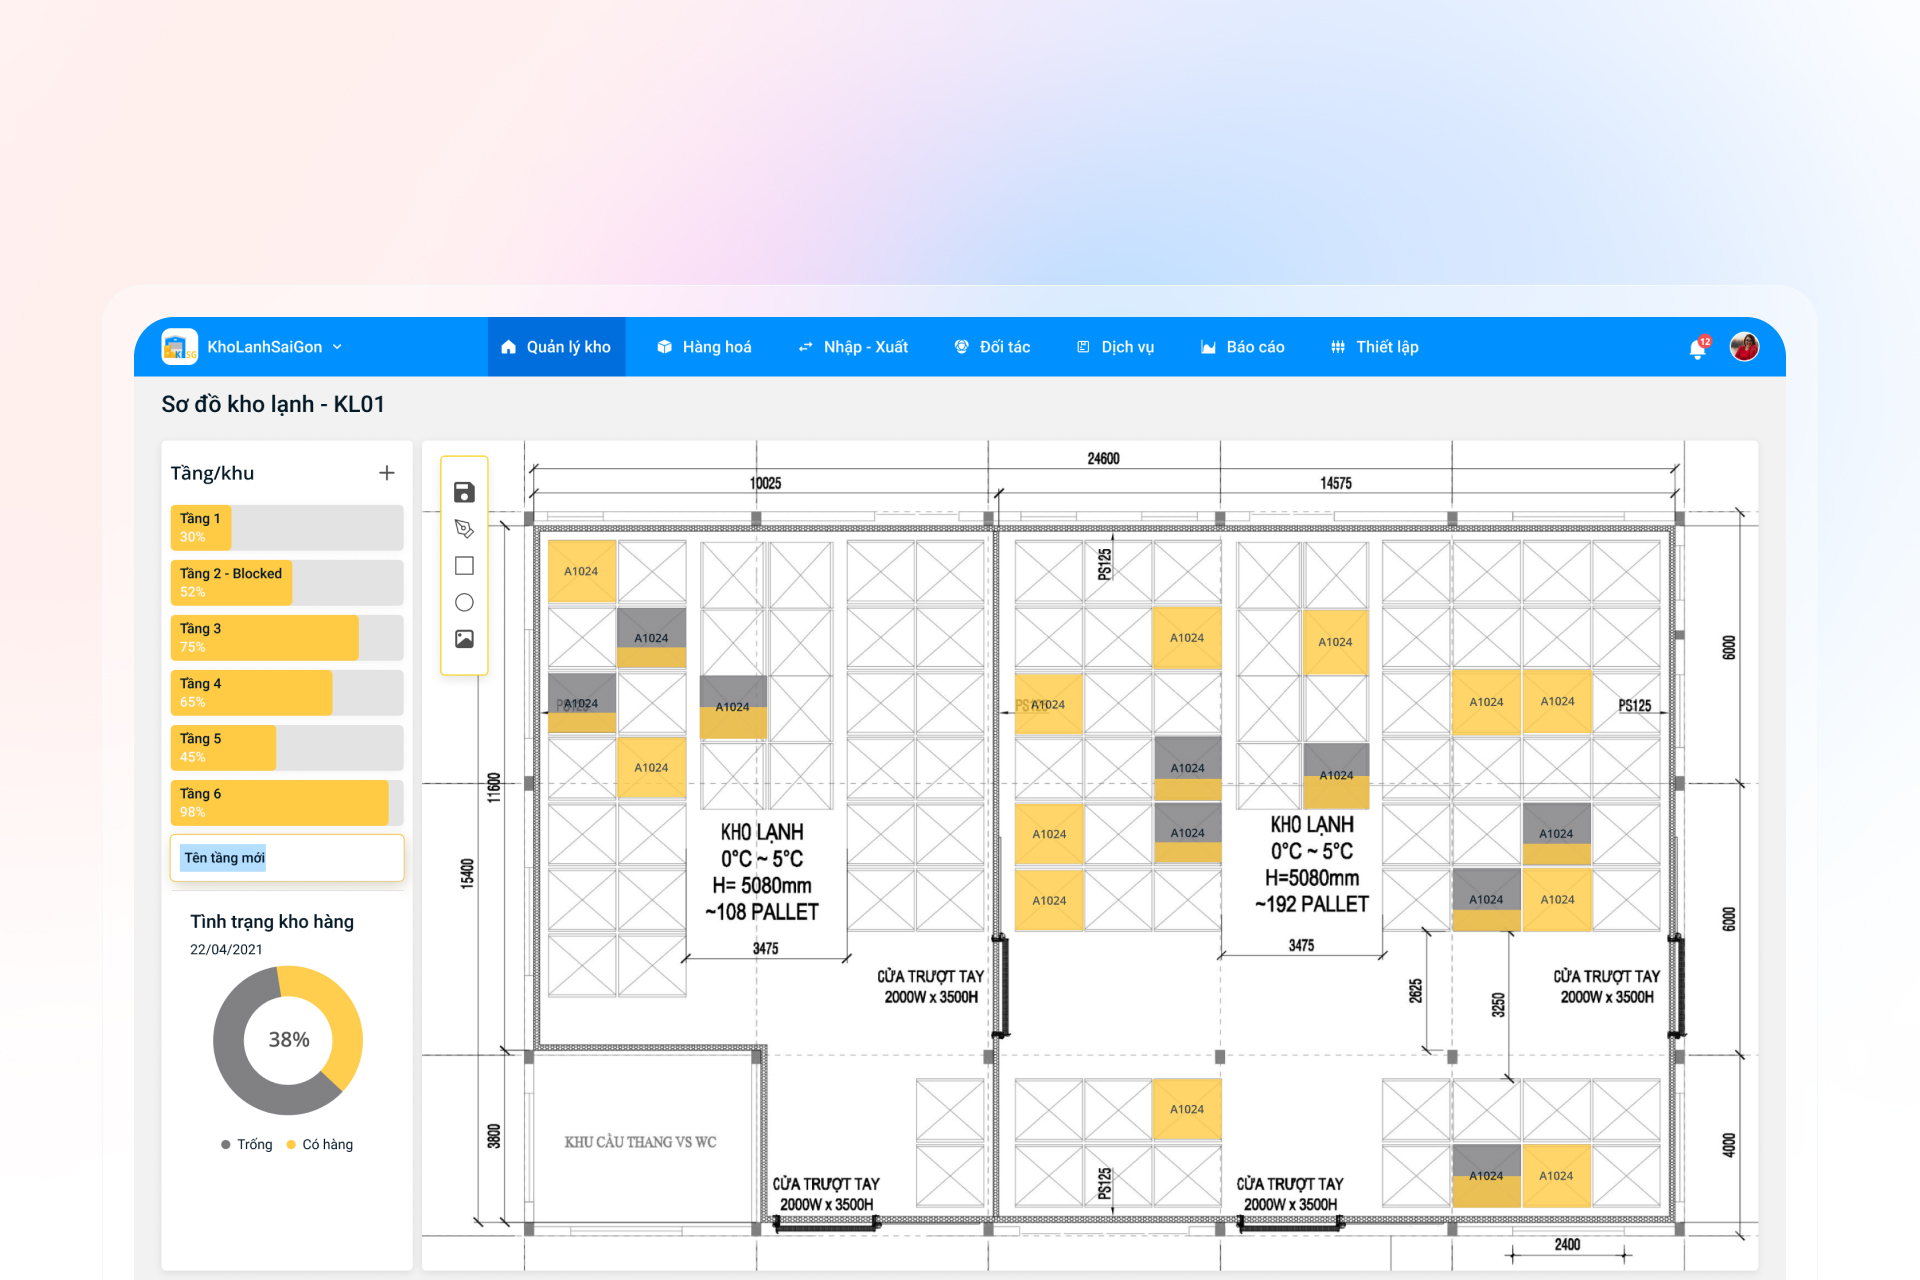 KhoLanhSaiGon
Quản lý kho
Hàng hoá
Nhập - Xuất
Đối tác
Dịch vụ
Báo cáo
Thiết lập
12
Sơ đồ kho lạnh - KL01
Tầng/khu
Tầng 1
30%
Tầng 2 - Blocked
52%
Tầng 3
75%
Tầng 4
65%
Tầng 5
45%
Tầng 6
98%
Tên tầng mới
Tình trạng kho hàng
22/04/2021
38%
Trống
Có hàng
24600
10025
14575
PS125
A1024
A1024
A1024
A1024
A1024
A1024
A1024
PS125
A1024
A1024
PS125
A1024
A1024
A1024
PS125
A1024
A1024
A1024
A1024
A1024
A1024
A1024
A1024
A1024
6000
11600
15400
KHO LẠNH
0°C ~ 5°C
H= 5080mm
~108 PALLET
3475
KHO LẠNH
0°C ~ 5°C
H=5080mm
~192 PALLET
3475
6000
CỬA TRƯỢT TAY
2000W x 3500H
2625
3250
CỬA TRƯỢT TAY
2000W x 3500H
3800
KHU CẦU THANG VS WC
A1024
4000
PS125
A1024
A1024
CỬA TRƯỢT TAY
2000W x 3500H
CỬA TRƯỢT TAY
2000W x 3500H
2400